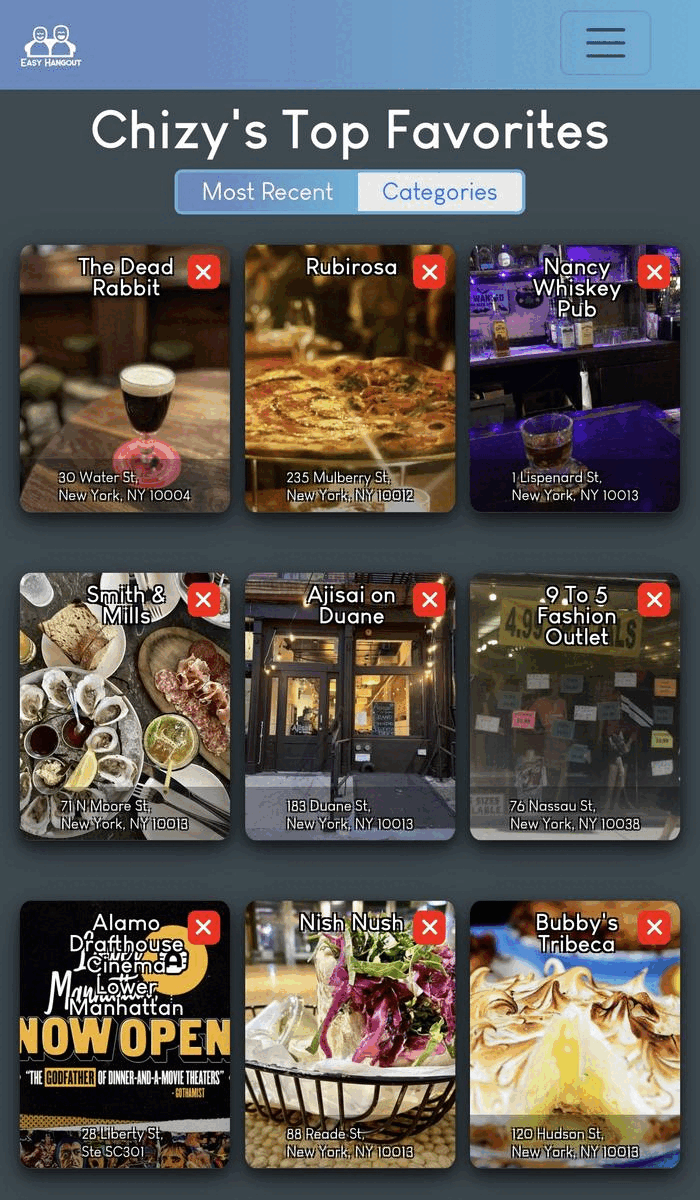 EASY HANGOUT
Chizy's Top Favorites
Most Recent
Categories
The Dead
Rabbit
30 Water St,
New York, NY 10004
Rubirosa
235 Mulberry St,
New York, NY 10012
Nancy
Whiskey
Pub
1 Lispenard St,
New York, NY 10013
Smith &
Mills
71 N Moore St,
New York, NY 10013
Ajisai on
Duane
183 Duane St,
New York, NY 10013
9 To 5
Fashion
Outlet
76 Nassau St,
New York, NY 10038
Alamo
Drafthouse
Cinema
Lower
Manhattan
NOW OPEN
"THE GODFATHER OF DINNER-AND-A-MOVIE THEATERS"
- GOTHAMIST
28 Liberty St,
Ste SC301
Nish Nush
88 Reade St,
New York, NY 10013
Bubby's
Tribeca
120 Hudson St,
New York, NY 10013